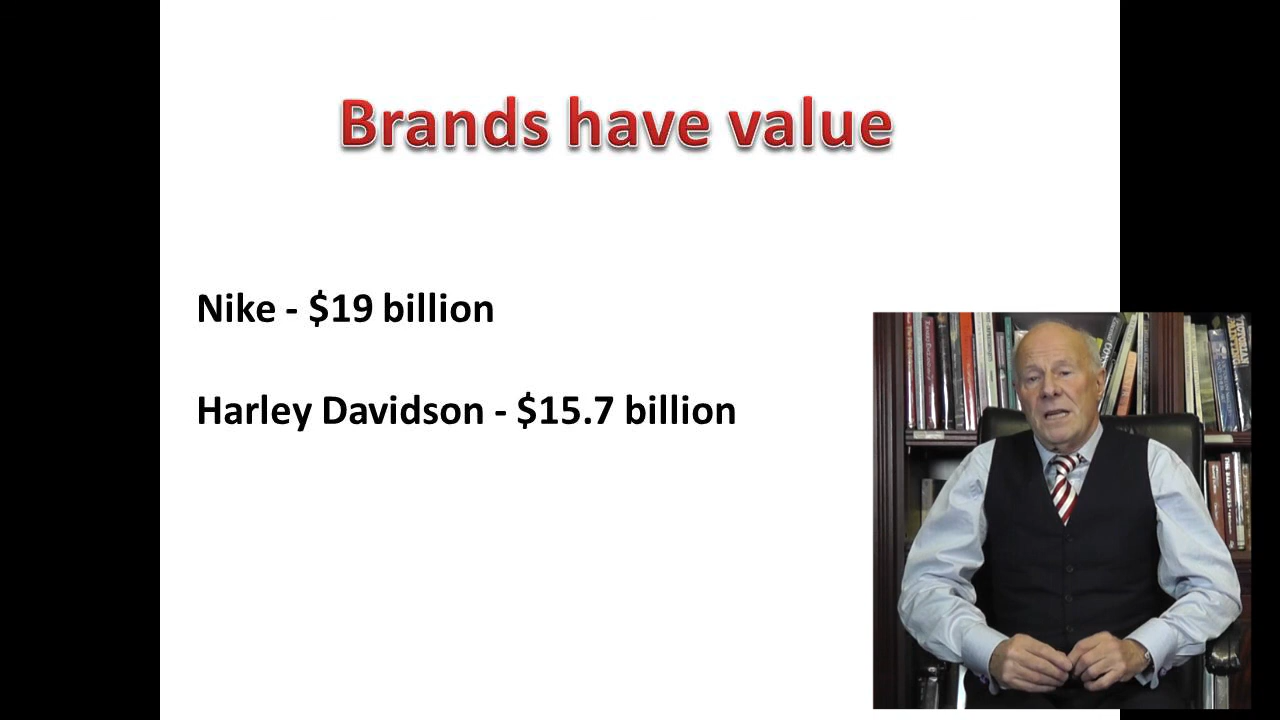 Brands have value
Nike - $19 billion
Harley Davidson - $15.7 billion